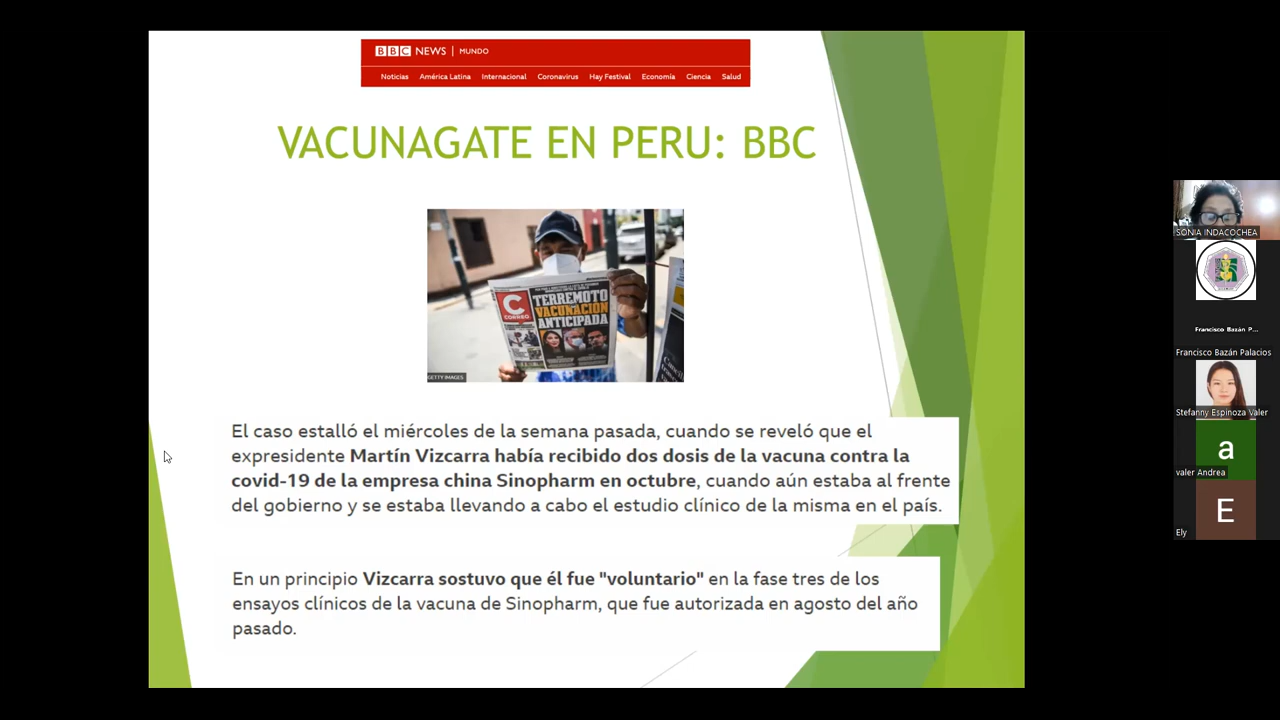 BBC NEWS | MUNDO
Noticias América Latina Internacional Coronavirus Hay Festival Economía Ciencia Salud
VACUNAGATE EN PERU: BBC
C
CORREO
TERREMOTO
VACUNACIÓN
ANTICIPADA
GETTY IMAGES
El caso estalló el miércoles de la semana pasada, cuando se reveló que el
expresidente Martín Vizcarra había recibido dos dosis de la vacuna contra la
covid-19 de la empresa china Sinopharm en octubre, cuando aún estaba al frente
del gobierno y se estaba llevando a cabo el estudio clínico de la misma en el país.
En un principio Vizcarra sostuvo que él fue "voluntario" en la fase tres de los
ensayos clínicos de la vacuna de Sinopharm, que fue autorizada en agosto del año
pasado.
SONIA INDACOCHEA
Francisco Bazán P...
Francisco Bazán Palacios
Stefanny Espinoza Valer
a
valer Andrea
E
Ely